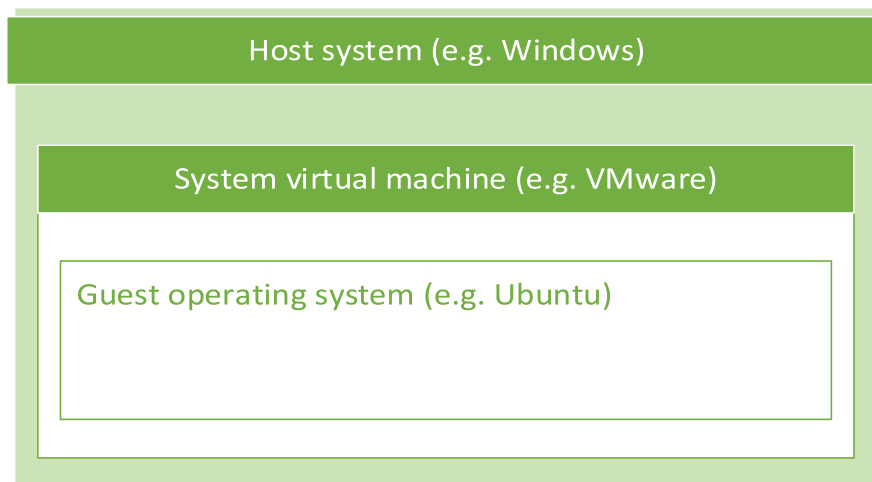 Host system (e.g. Windows)
System virtual machine (e.g. VMware)
Guest operating system (e.g. Ubuntu)